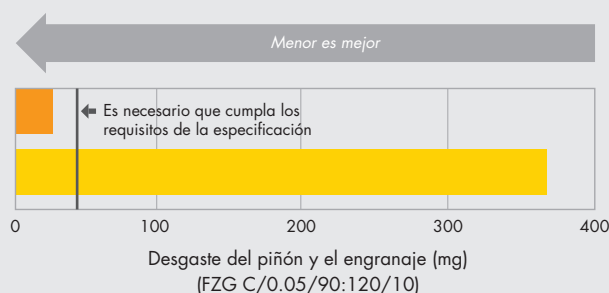 Menor es mejor
Es necesario que cumpla los
requisitos de la especificación
0 100 200 300 400
Desgaste del piñón y el engranaje (mg)
(FZG C/0.05/90:120/10)